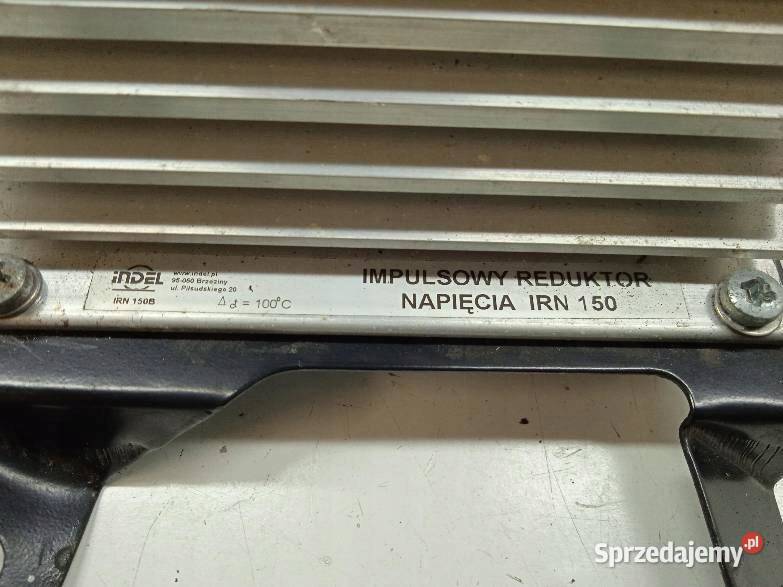 INDEL
www.indel.pl
95-060 Brzeziny
ul. Piłsudskiego 20
IRN 150B
Δ d = 100°C
IMPULSOWY REDUKTOR
NAPIĘCIA IRN 150
Sprzedajemy.pl